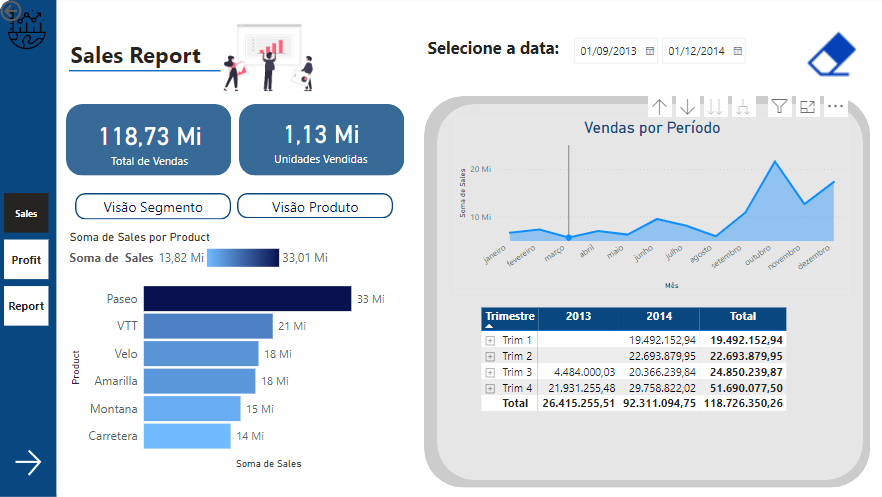 Sales Report
Selecione a data:
01/09/2013
01/12/2014
118,73 Mi
Total de Vendas
1,13 Mi
Unidades Vendidas
Visão Segmento
Visão Produto
Sales
Profit
Report
Soma de Sales por Product
Soma de Sales 13,82 Mi 33,01 Mi
Product
Paseo 33 Mi
VTT 21 Mi
Velo 18 Mi
Amarilla 18 Mi
Montana 15 Mi
Carretera 14 Mi
Soma de Sales
Vendas por Período
Soma de Sales
20 Mi
10 Mi
janeiro
fevereiro
março
abril
maio
junho
julho
agosto
setembro
outubro
novembro
dezembro
Mês
Trimestre 2013 2014 Total
Trim 1 19.492.152,94 19.492.152,94
Trim 2 22.693.879,95 22.693.879,95
Trim 3 4.484.000,03 20.366.239,84 24.850.239,87
Trim 4 21.931.255,48 29.758.822,02 51.690.077,50
Total 26.415.255,51 92.311.094,75 118.726.350,26